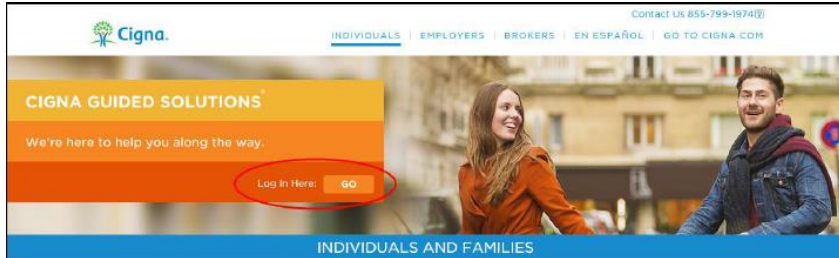 Contact Us 855-799-1974
Cigna.
INDIVIDUALS | EMPLOYERS | BROKERS | EN ESPAÑOL | GO TO CIGNA.COM
CIGNA GUIDED SOLUTIONS®
We're here to help you along the way.
Log In Here: GO
INDIVIDUALS AND FAMILIES